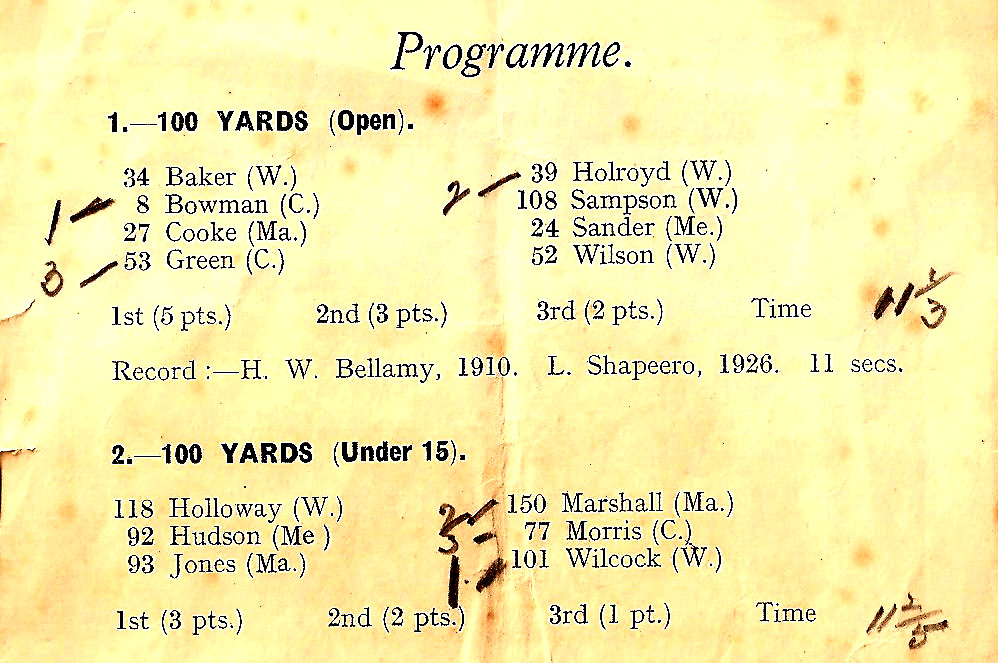 Programme.
1.—100 YARDS (Open).
34 Baker (W.)
1 — 8 Bowman (C.)
27 Cooke (Ma.)
3 — 53 Green (C.)
2 — 39 Holroyd (W.)
108 Sampson (W.)
24 Sander (Me.)
52 Wilson (W.)
1st (5 pts.) 2nd (3 pts.) 3rd (2 pts.) Time 11
Record :—H. W. Bellamy, 1910. L. Shapeero, 1926. 11 secs.
2.—100 YARDS (Under 15).
118 Holloway (W.)
92 Hudson (Me )
93 Jones (Ma.)
2 — 150 Marshall (Ma.)
3 — 77 Morris (C.)
1 — 101 Wilcock (W.)
1st (3 pts.) 2nd (2 pts.) 3rd (1 pt.) Time 11 2/5